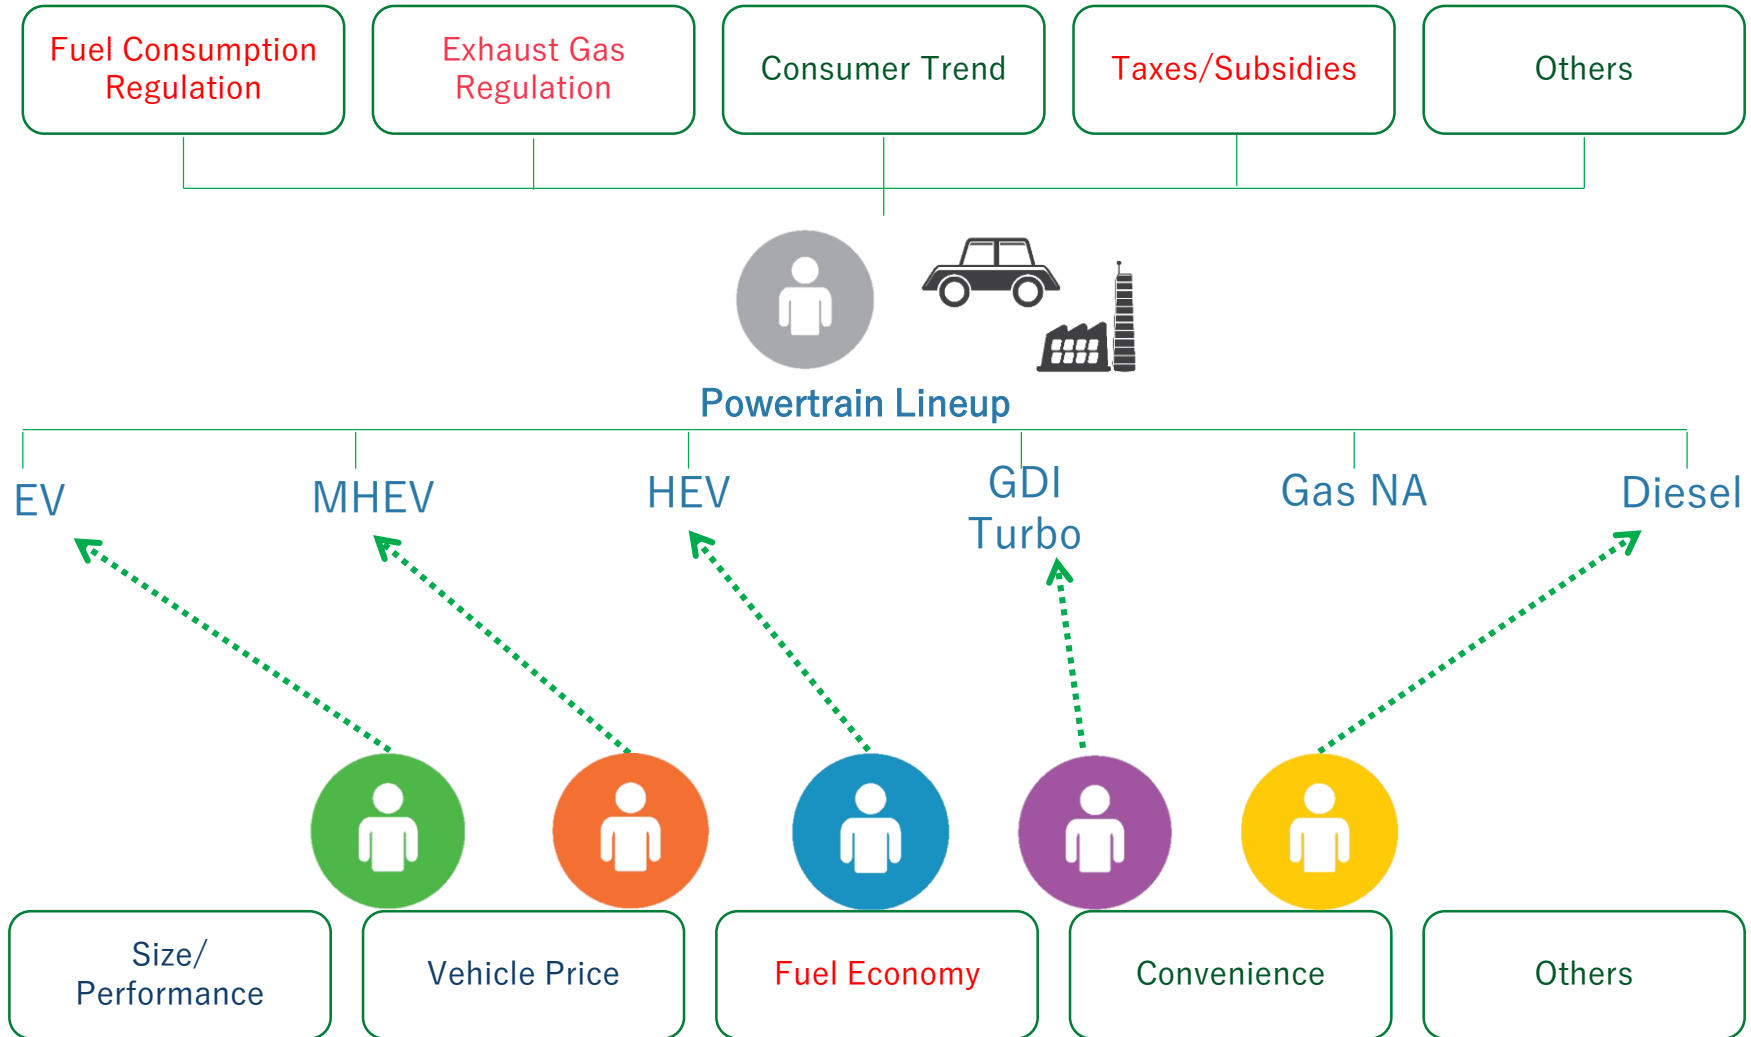 Fuel Consumption
Regulation
Exhaust Gas
Regulation
Consumer Trend
Taxes/Subsidies
Others
Powertrain Lineup
EV
MHEV
HEV
GDI
Turbo
Gas NA
Diesel
Size/
Performance
Vehicle Price
Fuel Economy
Convenience
Others